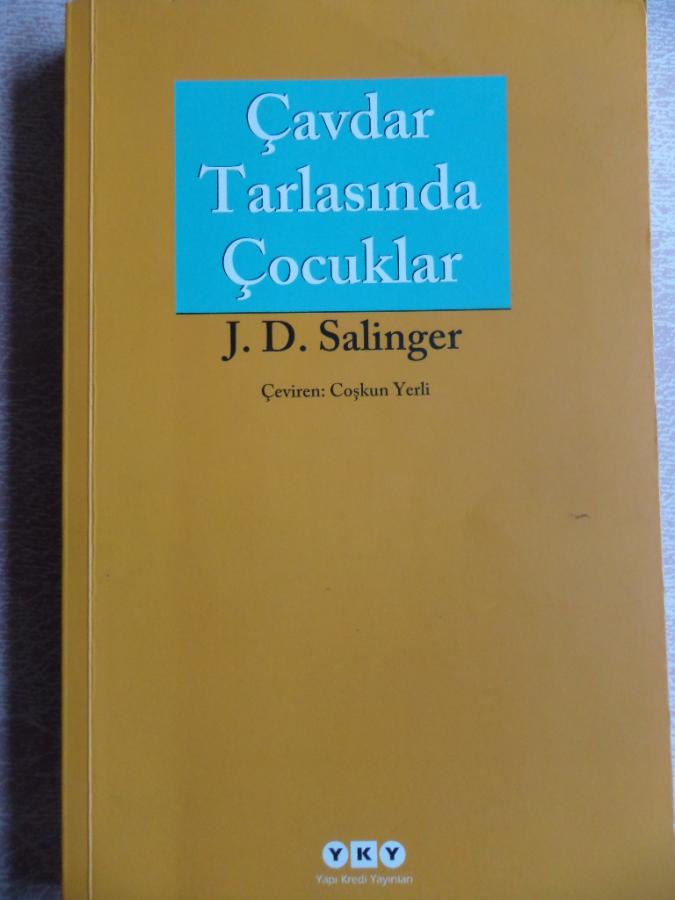 Çavdar
Tarlasında
Çocuklar
J. D. Salinger
Çeviren: Coşkun Yerli
YKY
Yapı Kredi Yayınları